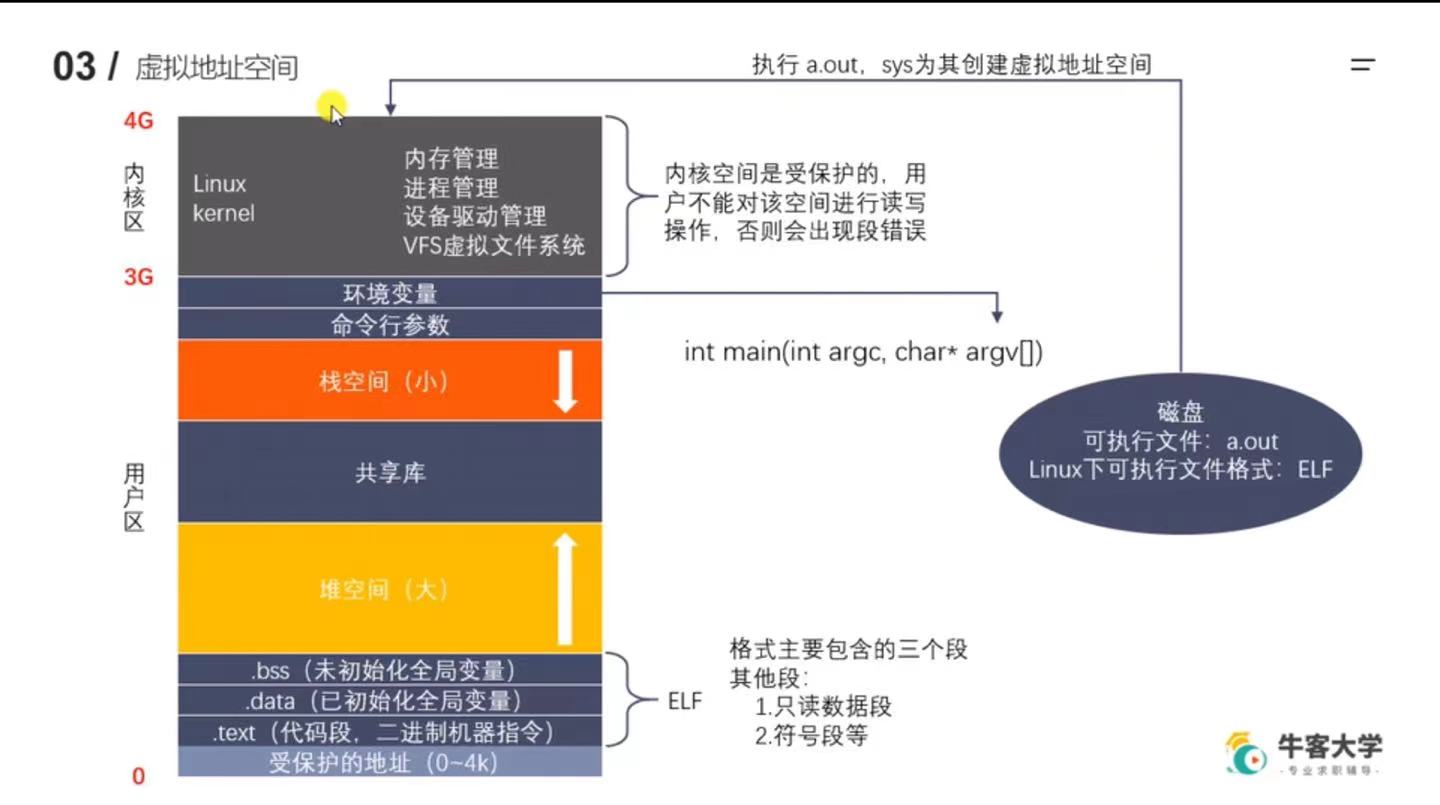 03 / 虚拟地址空间
执行 a.out，sys为其创建虚拟地址空间
4G
内核区
Linux
kernel
内存管理
进程管理
设备驱动管理
VFS虚拟文件系统
内核空间是受保护的，用
户不能对该空间进行读写
操作，否则会出现段错误
3G
环境变量
命令行参数
int main(int argc, char* argv[])
栈空间（小）
磁盘
可执行文件：a.out
Linux下可执行文件格式：ELF
用户区
共享库
堆空间（大）
.bss（未初始化全局变量）
.data（已初始化全局变量）
.text（代码段，二进制机器指令）
受保护的地址（0~4k）
0
ELF
格式主要包含的三个段
其他段：
1.只读数据段
2.符号段等
牛客大学
·专业求职辅导·